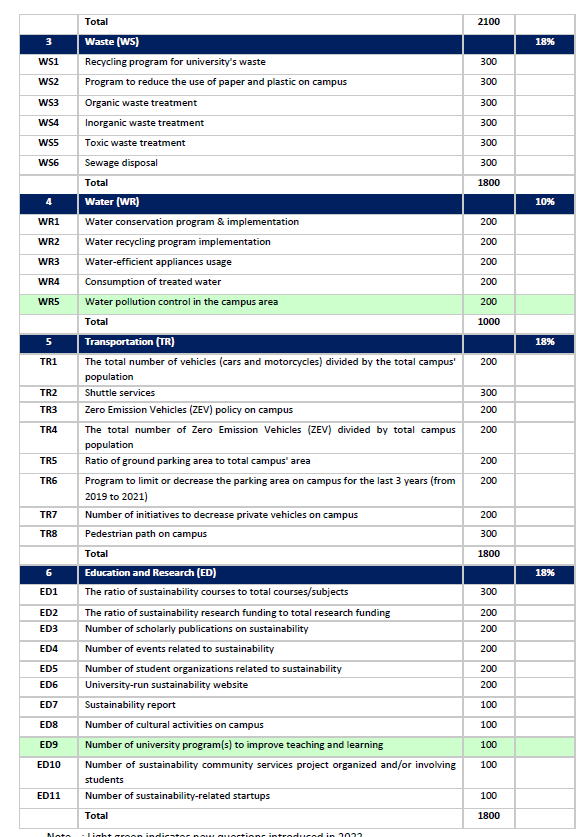 Total 2100
3 Waste (WS) 18%
WS1 Recycling program for university's waste 300
WS2 Program to reduce the use of paper and plastic on campus 300
WS3 Organic waste treatment 300
WS4 Inorganic waste treatment 300
WS5 Toxic waste treatment 300
WS6 Sewage disposal 300
Total 1800
4 Water (WR) 10%
WR1 Water conservation program & implementation 200
WR2 Water recycling program implementation 200
WR3 Water-efficient appliances usage 200
WR4 Consumption of treated water 200
WR5 Water pollution control in the campus area 200
Total 1000
5 Transportation (TR) 18%
TR1 The total number of vehicles (cars and motorcycles) divided by the total campus' 200
population
TR2 Shuttle services 300
TR3 Zero Emission Vehicles (ZEV) policy on campus 200
TR4 The total number of Zero Emission Vehicles (ZEV) divided by total campus 200
population
TR5 Ratio of ground parking area to total campus' area 200
TR6 Program to limit or decrease the parking area on campus for the last 3 years (from 200
2019 to 2021)
TR7 Number of initiatives to decrease private vehicles on campus 200
TR8 Pedestrian path on campus 300
Total 1800
6 Education and Research (ED) 18%
ED1 The ratio of sustainability courses to total courses/subjects 300
ED2 The ratio of sustainability research funding to total research funding 200
ED3 Number of scholarly publications on sustainability 200
ED4 Number of events related to sustainability 200
ED5 Number of student organizations related to sustainability 200
ED6 University-run sustainability website 200
ED7 Sustainability report 100
ED8 Number of cultural activities on campus 100
ED9 Number of university program(s) to improve teaching and learning 100
ED10 Number of sustainability community services project organized and/or involving 100
students
ED11 Number of sustainability-related startups 100
Total 1800
Note : Light green indicates new questions introduced in 2022